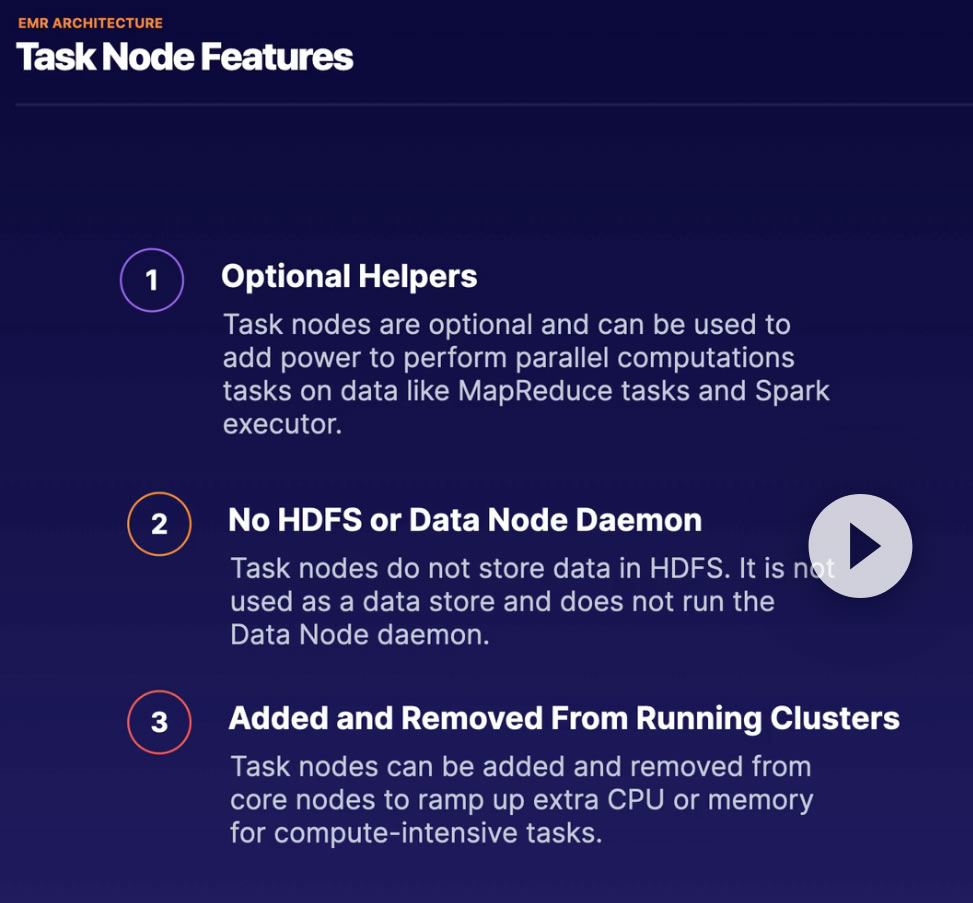 EMR ARCHITECTURE
Task Node Features
1
Optional Helpers
Task nodes are optional and can be used to
add power to perform parallel computations
tasks on data like MapReduce tasks and Spark
executor.
2
No HDFS or Data Node Daemon
Task nodes do not store data in HDFS. It is not
used as a data store and does not run the
Data Node daemon.
3
Added and Removed From Running Clusters
Task nodes can be added and removed from
core nodes to ramp up extra CPU or memory
for compute-intensive tasks.